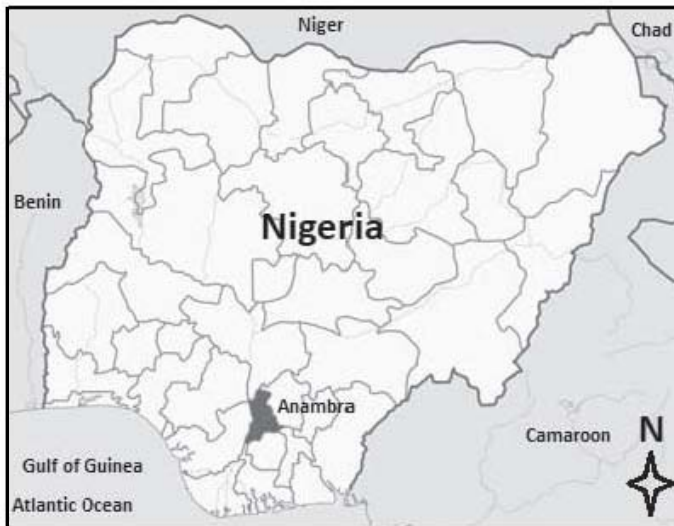 Niger
Chad
Benin
Nigeria
Anambra
Camaroon
N
Gulf of Guinea
Atlantic Ocean